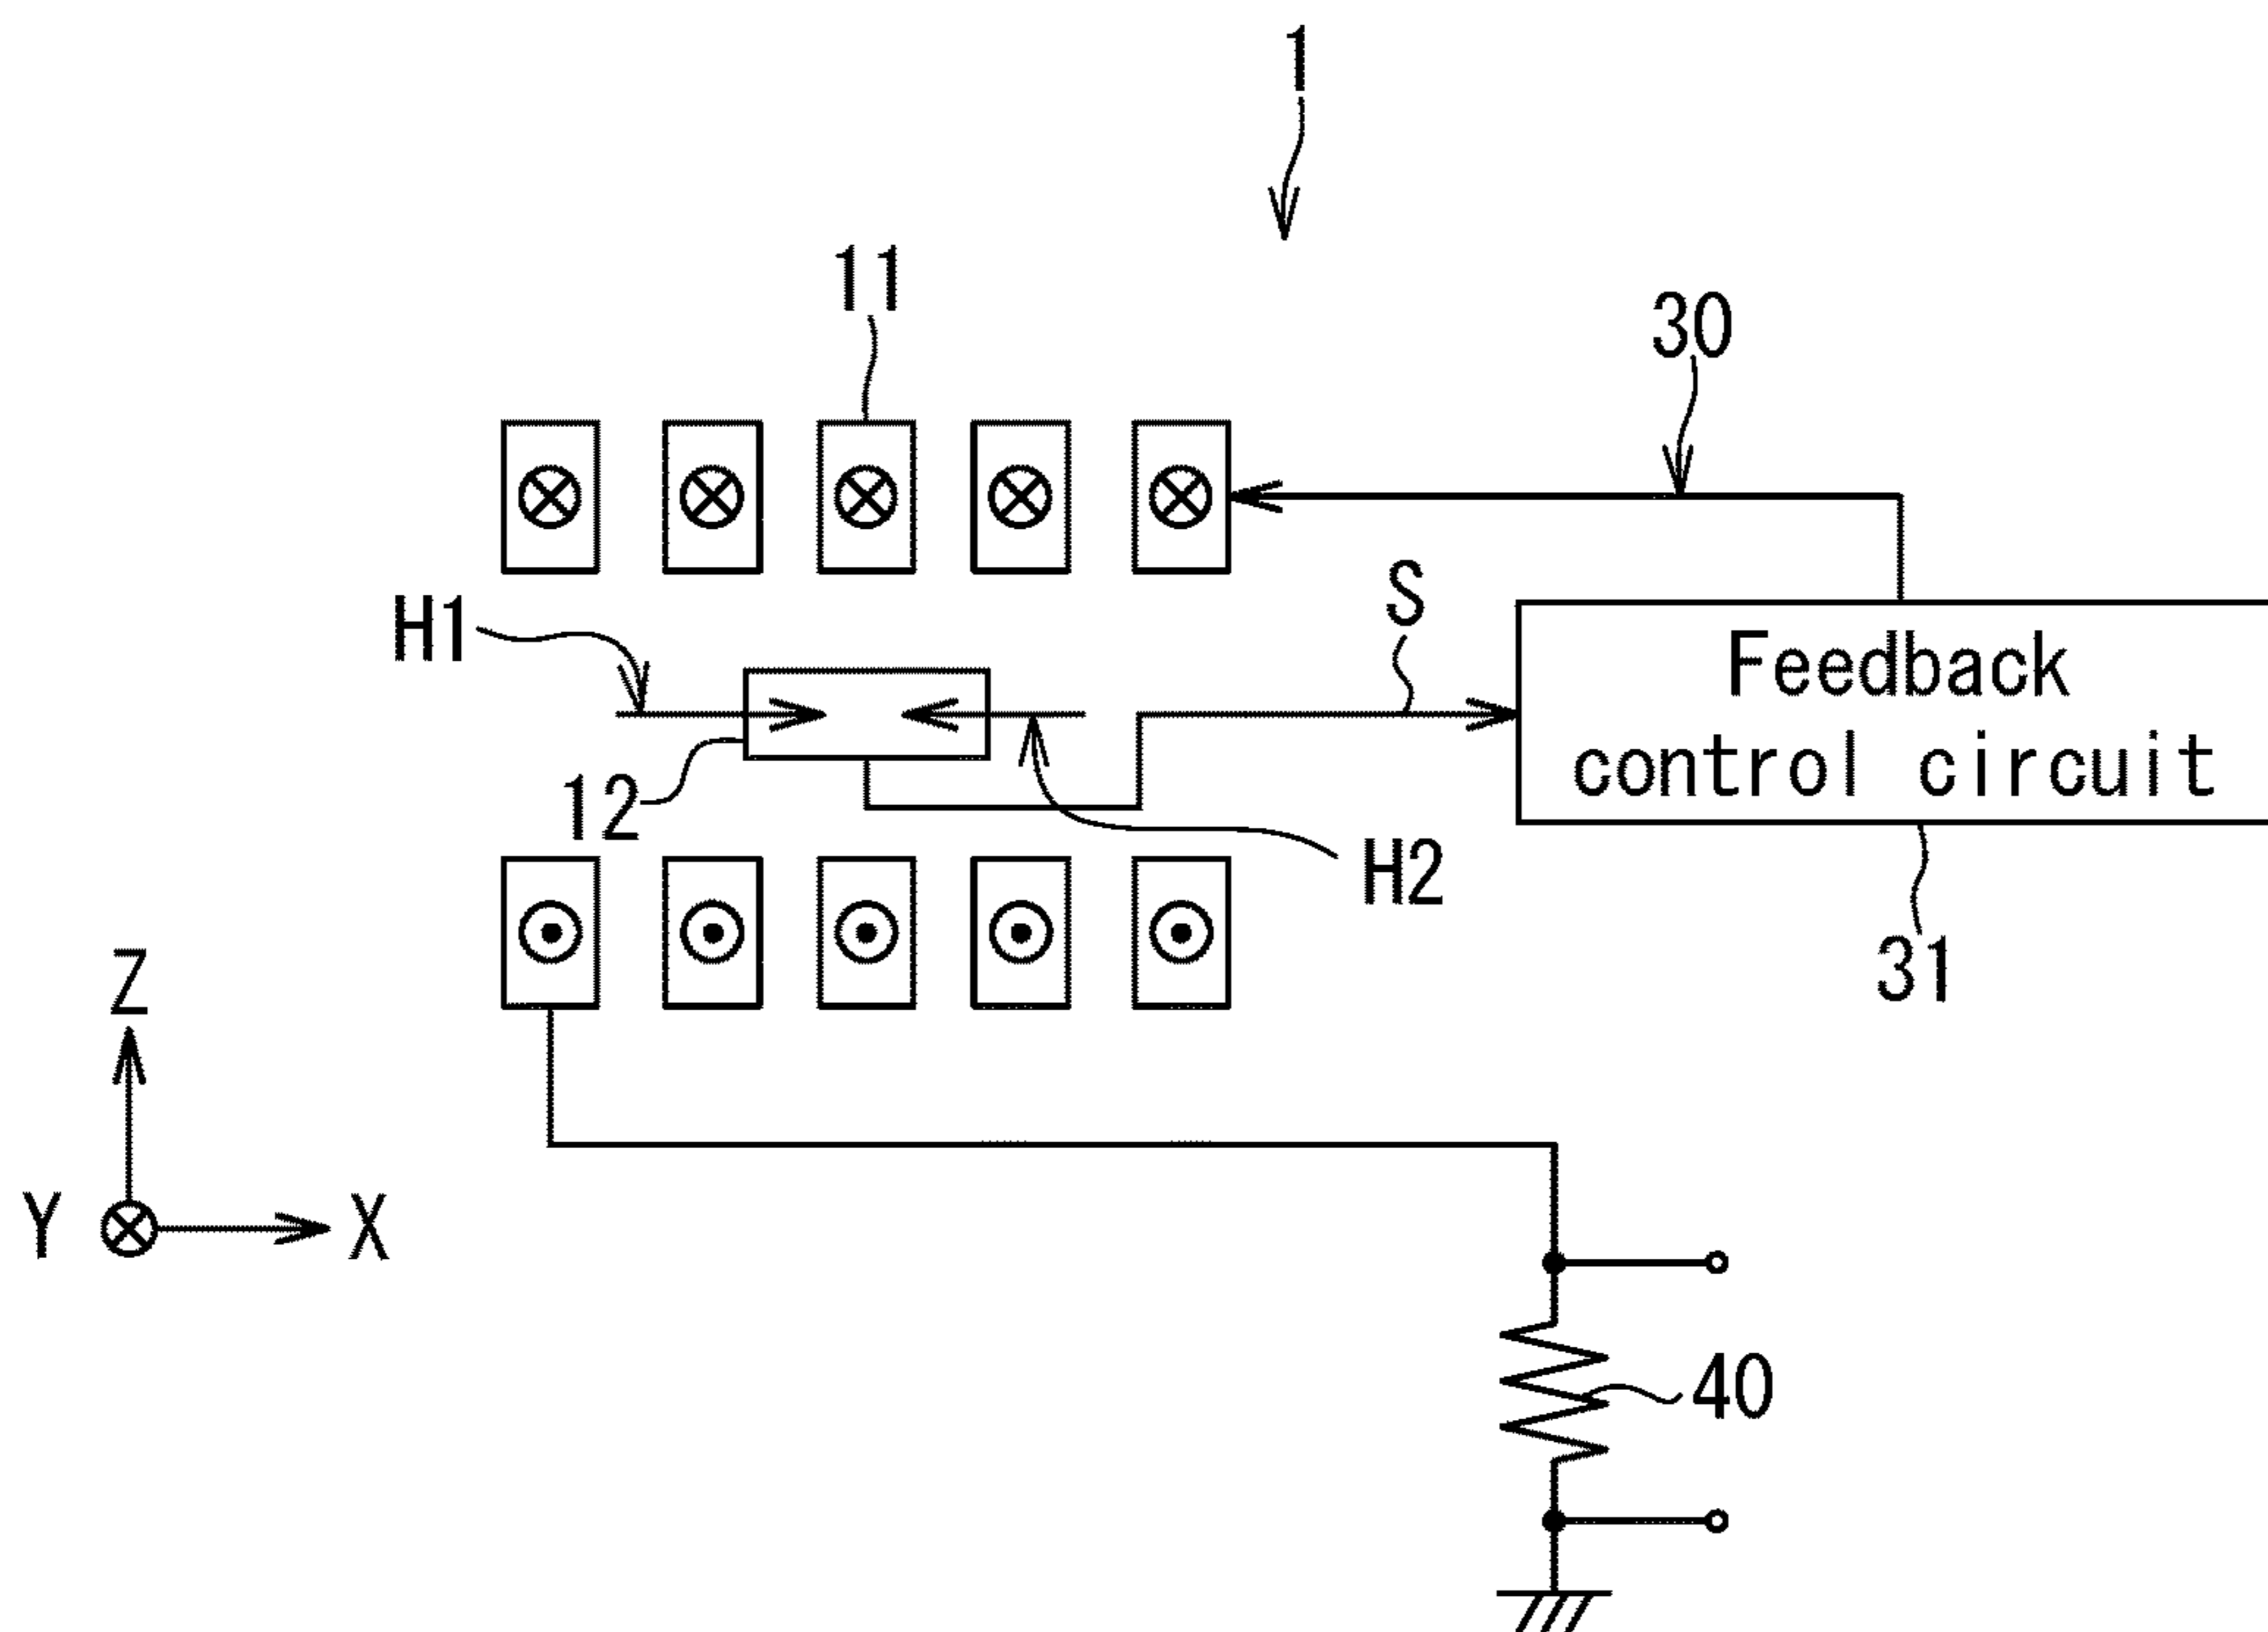 1
11
30
H1
S
Feedback
control circuit
12
H2
31
Z
Y
X
40